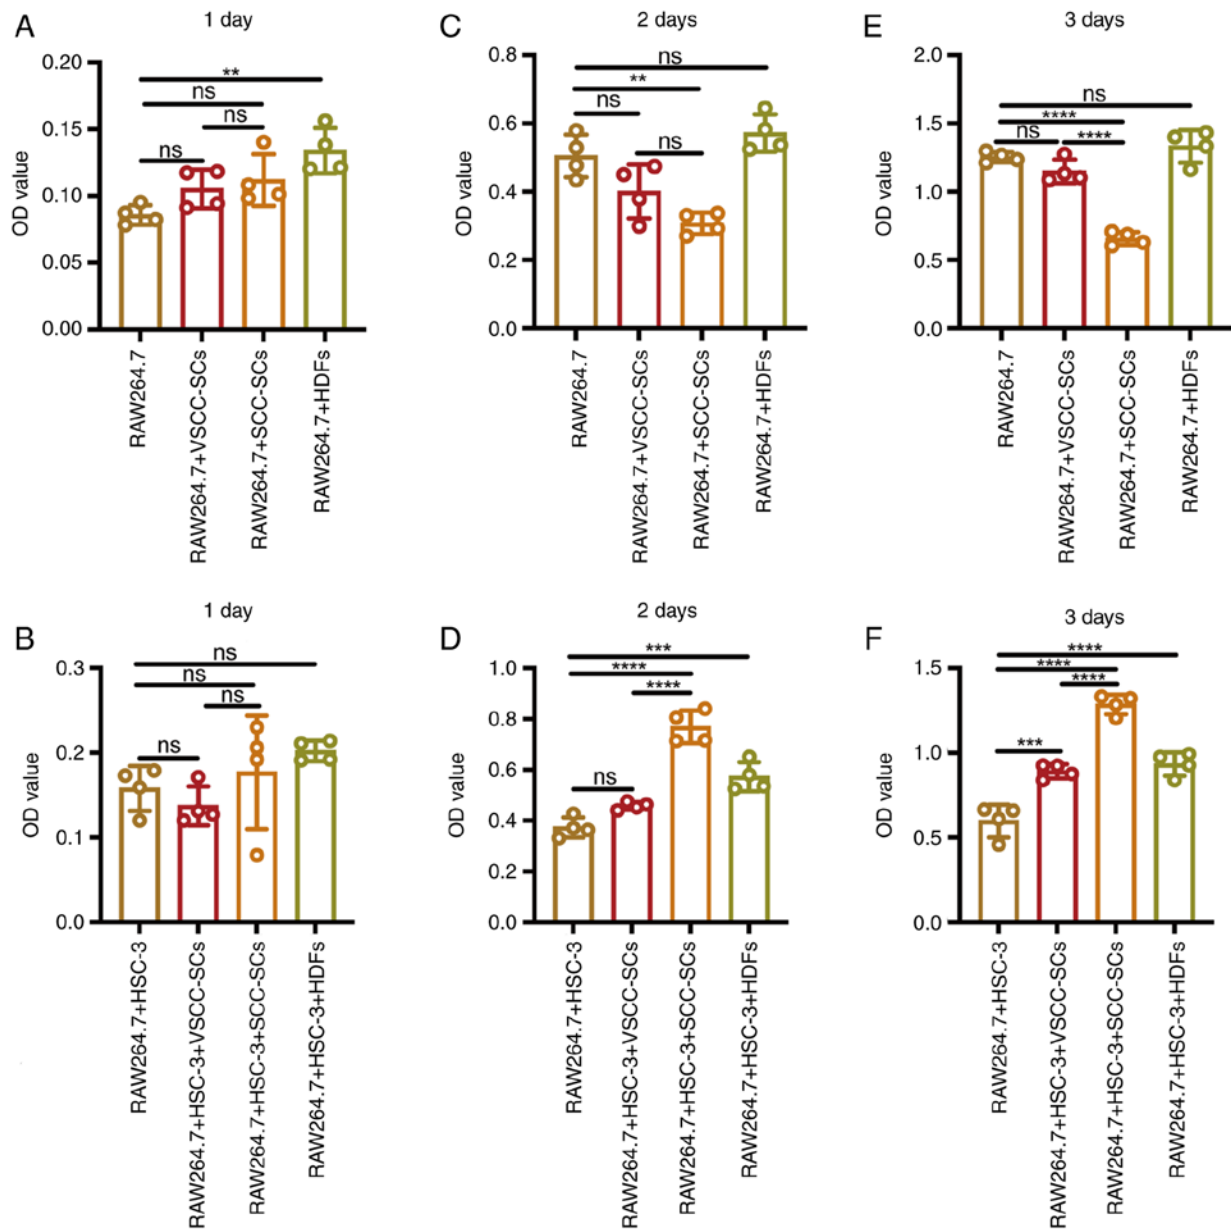 A
1 day
OD value
0.20
0.15
0.10
0.05
0.00
**
ns
ns
ns
RAW264.7
RAW264.7+VSCC-SCs
RAW264.7+SCC-SCs
RAW264.7+HDFs
C
2 days
OD value
0.8
0.6
0.4
0.2
0.0
ns
**
ns
ns
RAW264.7
RAW264.7+VSCC-SCs
RAW264.7+SCC-SCs
RAW264.7+HDFs
E
3 days
OD value
2.0
1.5
1.0
0.5
0.0
ns
****
ns
****
RAW264.7
RAW264.7+VSCC-SCs
RAW264.7+SCC-SCs
RAW264.7+HDFs
B
1 day
OD value
0.3
0.2
0.1
0.0
ns
ns
ns
ns
RAW264.7+HSC-3
RAW264.7+HSC-3+VSCC-SCs
RAW264.7+HSC-3+SCC-SCs
RAW264.7+HSC-3+HDFs
D
2 days
OD value
1.0
0.8
0.6
0.4
0.2
0.0
***
****
****
ns
RAW264.7+HSC-3
RAW264.7+HSC-3+VSCC-SCs
RAW264.7+HSC-3+SCC-SCs
RAW264.7+HSC-3+HDFs
F
3 days
OD value
1.5
1.0
0.5
0.0
****
****
****
***
RAW264.7+HSC-3
RAW264.7+HSC-3+VSCC-SCs
RAW264.7+HSC-3+SCC-SCs
RAW264.7+HSC-3+HDFs